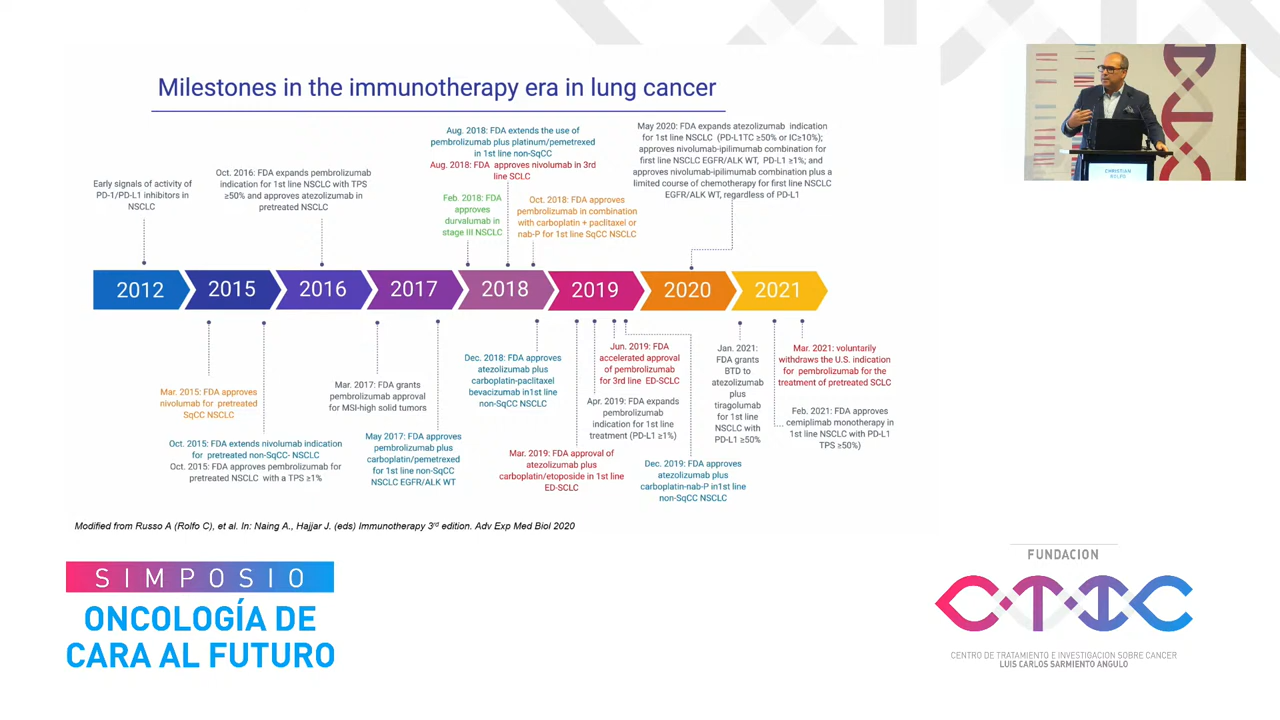 Milestones in the immunotherapy era in lung cancer
Early signals of activity of
PD-1/PD-L1 inhibitors in
NSCLC
Oct. 2016: FDA expands pembrolizumab
indication for 1st line NSCLC with TPS
≥50% and approves atezolizumab in
pretreated NSCLC
Aug. 2018: FDA extends the use of
pembrolizumab plus platinum/pemetrexed
in 1st line non-SqCC
Aug. 2018: FDA approves nivolumab in 3rd
line SCLC
Feb. 2018: FDA
approves
durvalumab in
stage III NSCLC
Oct. 2018: FDA approves
pembrolizumab in combination
with carboplatin + paclitaxel or
nab-P for 1st line SqCC NSCLC
May 2020: FDA expands atezolizumab indication
for 1st line NSCLC (PD-L1TC ≥50% or IC≥10%);
approves nivolumab-ipilimumab combination for
first line NSCLC EGFR/ALK WT, PD-L1 ≥1%; and
approves nivolumab-ipilimumab combination plus a
limited course of chemotherapy for first line NSCLC
EGFR/ALK WT, regardless of PD-L1
2012
2015
2016
2017
2018
2019
2020
2021
Mar. 2015: FDA approves
nivolumab for pretreated
SqCC NSCLC
Oct. 2015: FDA extends nivolumab indication
for pretreated non-SqCC- NSCLC
Oct. 2015: FDA approves pembrolizumab for
pretreated NSCLC with a TPS ≥1%
Mar. 2017: FDA grants
pembrolizumab approval
for MSI-high solid tumors
May 2017: FDA approves
pembrolizumab plus
carboplatin/pemetrexed
for 1st line non-SqCC
NSCLC EGFR/ALK WT
Dec. 2018: FDA approves
atezolizumab plus
carboplatin-paclitaxel
bevacizumab in1st line
non-SqCC NSCLC
Mar. 2019: FDA approval of
atezolizumab plus
carboplatin/etoposide in 1st line
ED-SCLC
Jun. 2019: FDA
accelerated approval
of pembrolizumab
for 3rd line ED-SCLC
Apr. 2019: FDA expands
pembrolizumab
indication for 1st line
treatment (PD-L1 ≥1%)
Dec. 2019: FDA approves
atezolizumab plus
carboplatin-nab-P in1st line
non-SqCC NSCLC
Jan. 2021:
FDA grants
BTD to
atezolizumab
plus
tiragolumab
for 1st line
NSCLC with
PD-L1 ≥50%
Mar. 2021; voluntarily
withdraws the U.S. indication
for pembrolizumab for the
treatment of pretreated SCLC
Feb. 2021: FDA approves
cemiplimab monotherapy in
1st line NSCLC with PD-L1
TPS ≥50%)
Modified from Russo A (Rolfo C), et al. In: Naing A., Hajjar J. (eds) Immunotherapy 3rd edition. Adv Exp Med Biol 2020
CHRISTIAN
ROLFO
SIMPOSIO
ONCOLOGÍA DE
CARA AL FUTURO
FUNDACION
CTIC
CENTRO DE TRATAMIENTO E INVESTIGACION SOBRE CANCER
LUIS CARLOS SARMIENTO ANGULO